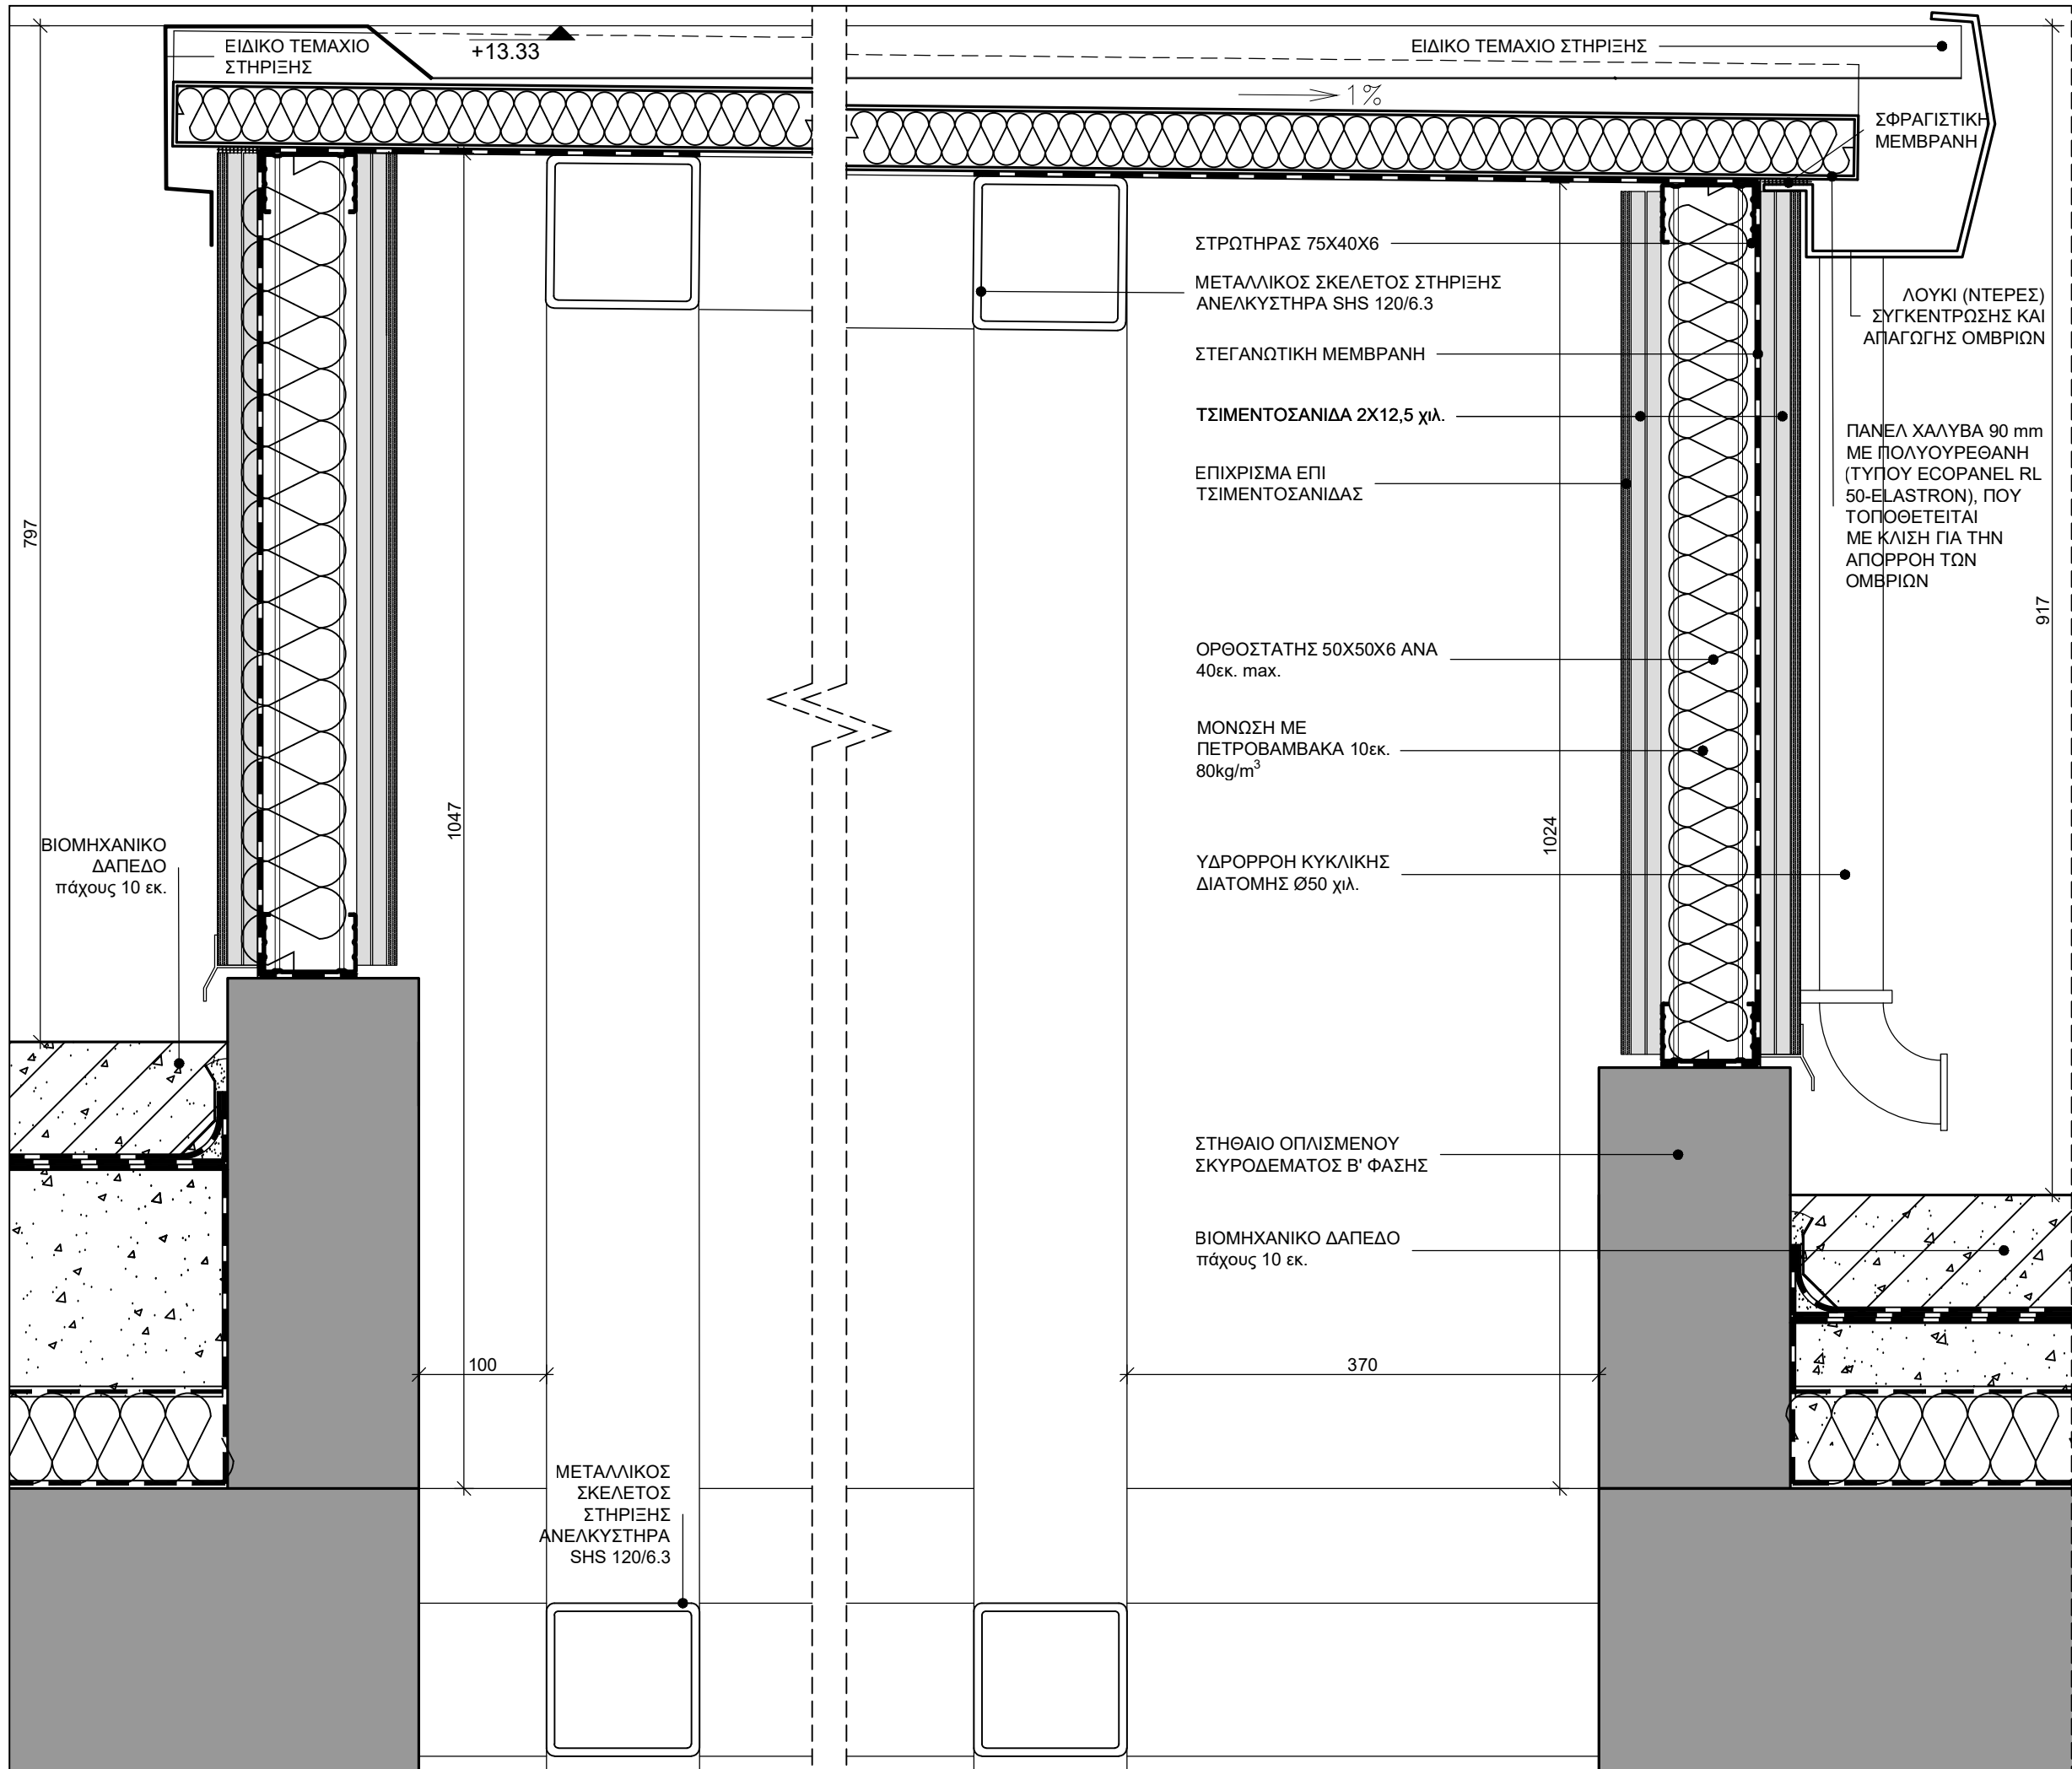 ΕΙΔΙΚΟ ΤΕΜΑΧΙΟ
ΣΤΗΡΙΞΗΣ
+13.33
ΕΙΔΙΚΟ ΤΕΜΑΧΙΟ ΣΤΗΡΙΞΗΣ
1%
ΣΦΡΑΓΙΣΤΙΚΗ
ΜΕΜΒΡΑΝΗ
ΣΤΡΩΤΗΡΑΣ 75X40X6
ΜΕΤΑΛΛΙΚΟΣ ΣΚΕΛΕΤΟΣ ΣΤΗΡΙΞΗΣ
ΑΝΕΛΚΥΣΤΗΡΑ SHS 120/6.3
ΛΟΥΚΙ (ΝΤΕΡΕΣ)
ΣΥΓΚΕΝΤΡΩΣΗΣ ΚΑΙ
ΑΠΑΓΩΓΗΣ ΟΜΒΡΙΩΝ
ΣΤΕΓΑΝΩΤΙΚΗ ΜΕΜΒΡΑΝΗ
ΤΣΙΜΕΝΤΟΣΑΝΙΔΑ 2X12,5 χιλ.
ΕΠΙΧΡΙΣΜΑ ΕΠΙ
ΤΣΙΜΕΝΤΟΣΑΝΙΔΑΣ
ΠΑΝΕΛ ΧΑΛΥΒΑ 90 mm
ΜΕ ΠΟΛΥΟΥΡΕΘΑΝΗ
(ΤΥΠΟΥ ECOPANEL RL
50-ELASTRON), ΠΟΥ
ΤΟΠΟΘΕΤΕΙΤΑΙ
ΜΕ ΚΛΙΣΗ ΓΙΑ ΤΗΝ
ΑΠΟΡΡΟΗ ΤΩΝ
ΟΜΒΡΙΩΝ
797
917
ΟΡΘΟΣΤΑΤΗΣ 50X50X6 ΑΝΑ
40εκ. max.
ΜΟΝΩΣΗ ΜΕ
ΠΕΤΡΟΒΑΜΒΑΚΑ 10εκ.
80kg/m³
1047
1024
ΒΙΟΜΗΧΑΝΙΚΟ
ΔΑΠΕΔΟ
πάχους 10 εκ.
ΥΔΡΟΡΡΟΗ ΚΥΚΛΙΚΗΣ
ΔΙΑΤΟΜΗΣ Ø50 χιλ.
ΣΤΗΘΑΙΟ ΟΠΛΙΣΜΕΝΟΥ
ΣΚΥΡΟΔΕΜΑΤΟΣ Β' ΦΑΣΗΣ
ΒΙΟΜΗΧΑΝΙΚΟ ΔΑΠΕΔΟ
πάχους 10 εκ.
100
370
ΜΕΤΑΛΛΙΚΟΣ
ΣΚΕΛΕΤΟΣ
ΣΤΗΡΙΞΗΣ
ΑΝΕΛΚΥΣΤΗΡΑ
SHS 120/6.3